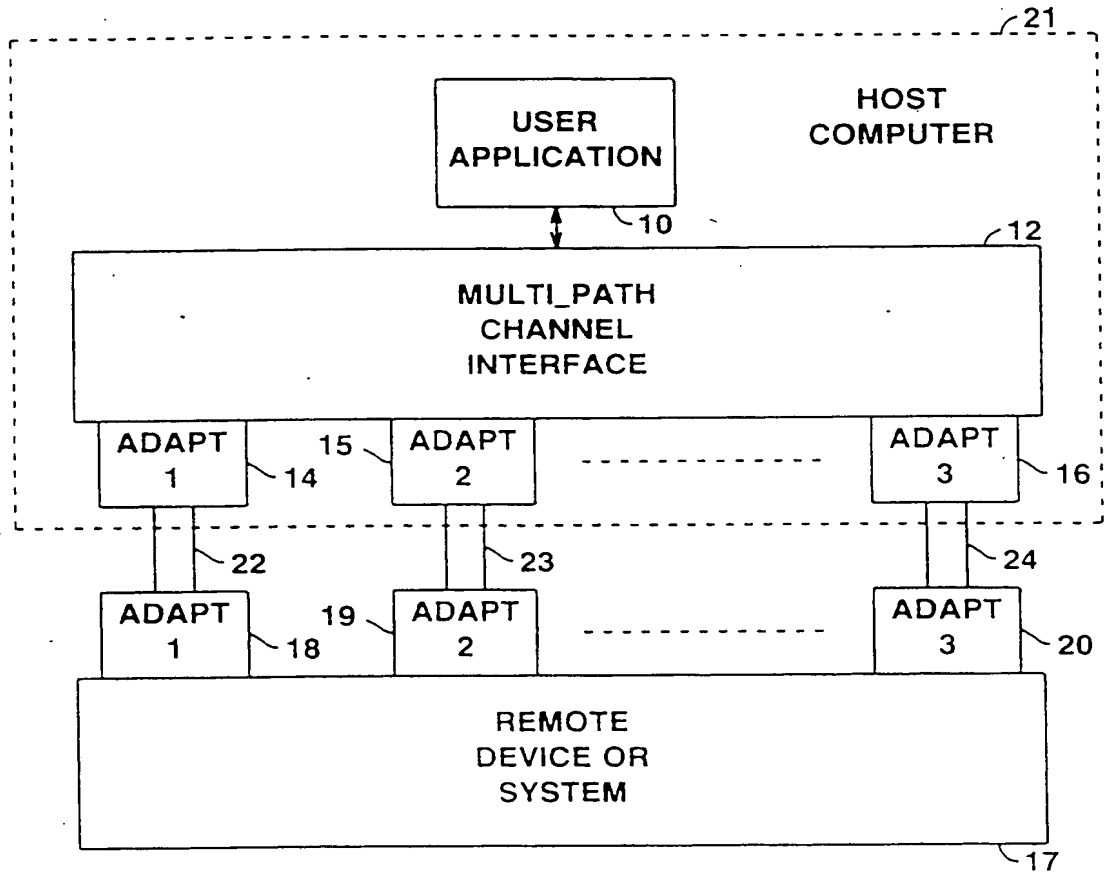 21
USER
APPLICATION
HOST
COMPUTER
10
12
MULTI_PATH
CHANNEL
INTERFACE
ADAPT
1
14
15
ADAPT
2
ADAPT
3
16
22
23
24
ADAPT
1
18
19
ADAPT
2
ADAPT
3
20
REMOTE
DEVICE OR
SYSTEM
17